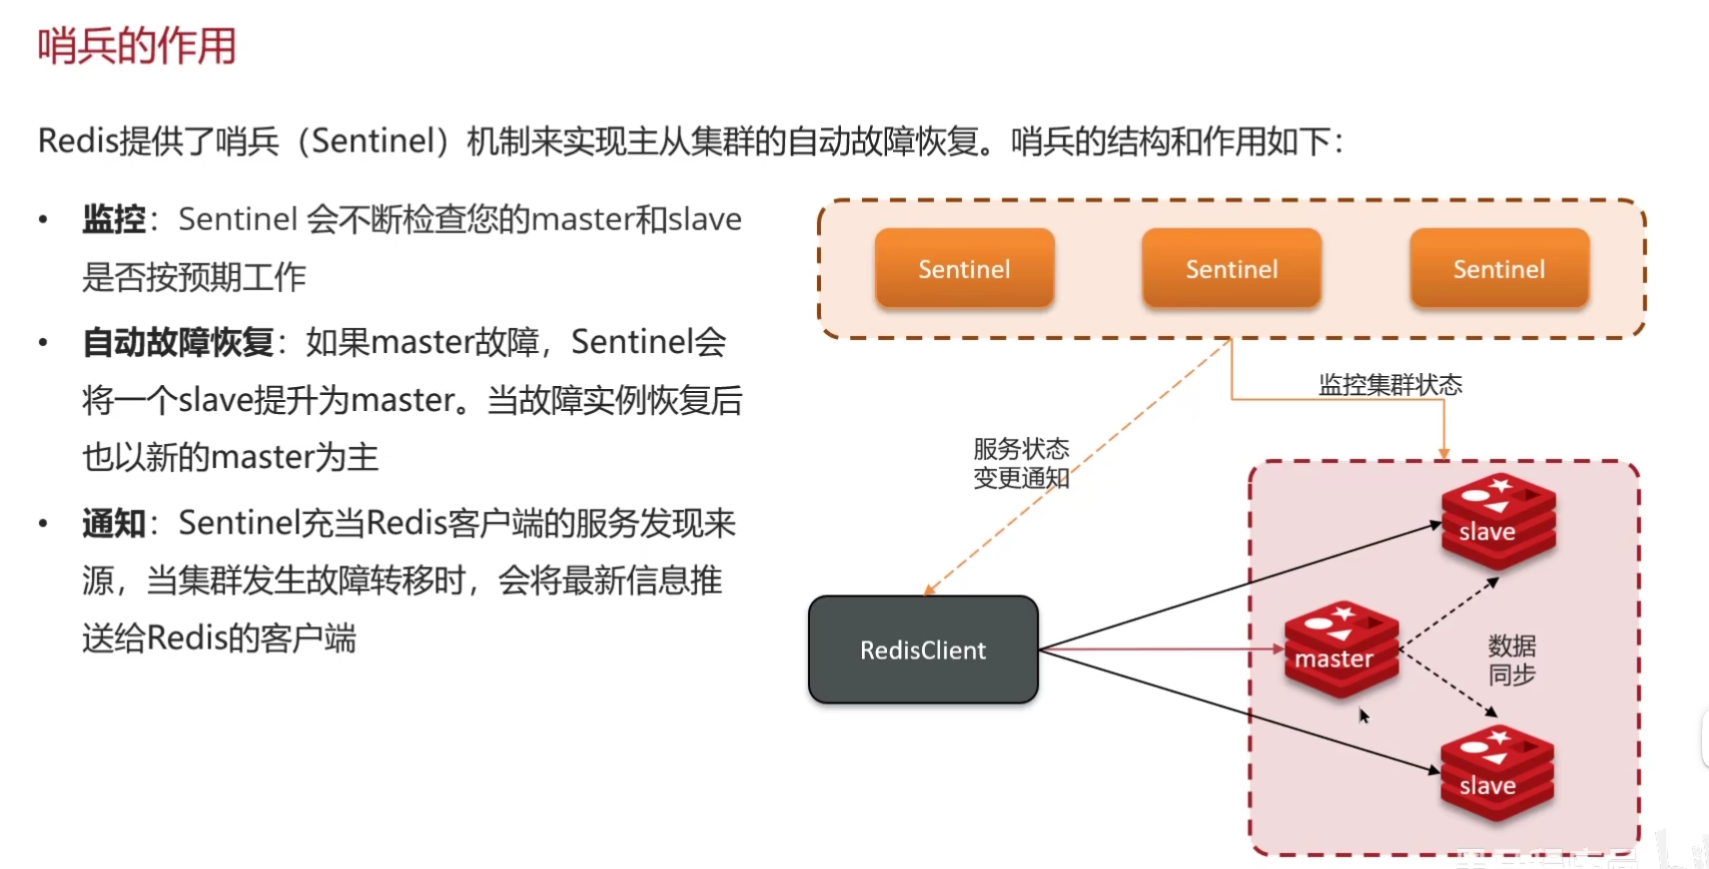 哨兵的作用
Redis提供了哨兵（Sentinel）机制来实现主从集群的自动故障恢复。哨兵的结构和作用如下：
• 监控：Sentinel 会不断检查您的master和slave
是否按预期工作
• 自动故障恢复：如果master故障，Sentinel会
将一个slave提升为master。当故障实例恢复后
也以新的master为主
• 通知：Sentinel充当Redis客户端的服务发现来
源，当集群发生故障转移时，会将最新信息推
送给Redis的客户端
Sentinel
Sentinel
Sentinel
监控集群状态
服务状态
变更通知
RedisClient
slave
master
数据
同步
slave